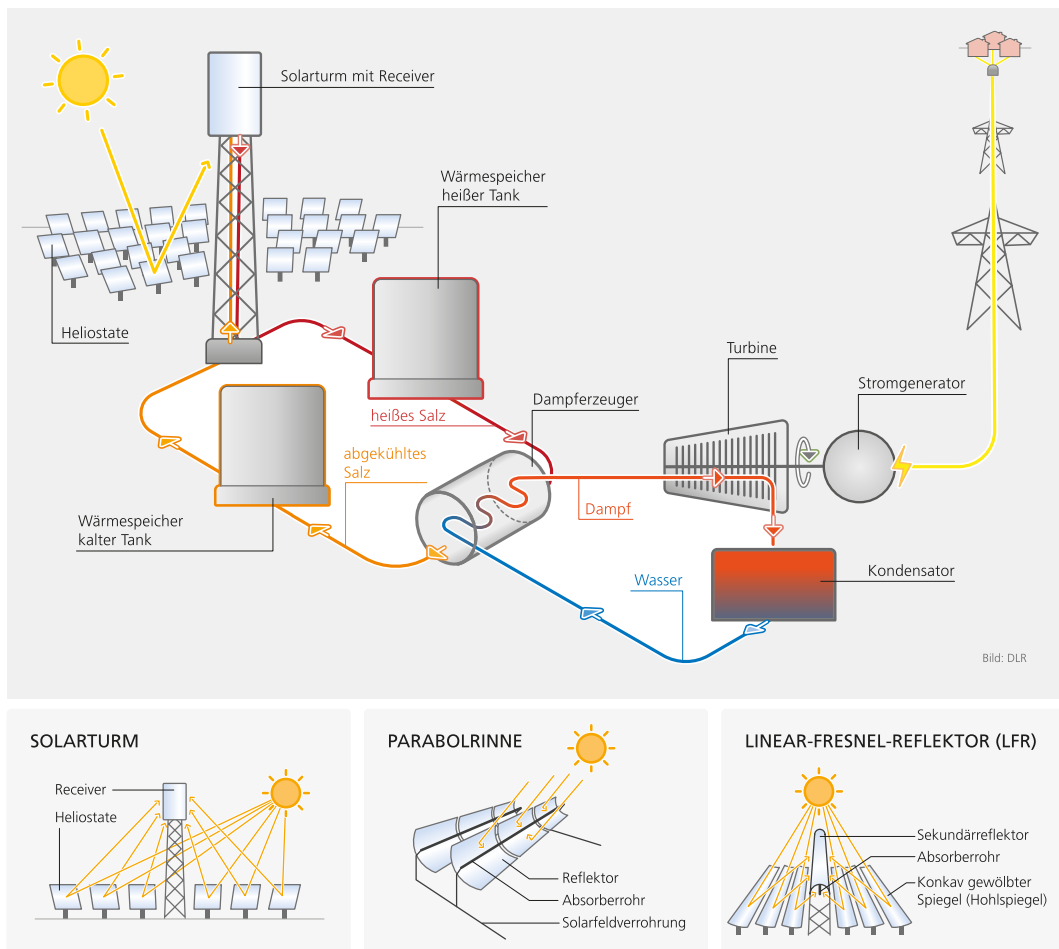 Solarturm mit Receiver
Wärmespeicher
heißer Tank
Heliostate
Turbine
Stromgenerator
Dampferzeuger
heißes Salz
abgekühltes
Salz
Dampf
Wärmespeicher
kalter Tank
Wasser
Kondensator
Bild: DLR
SOLARTURM
Receiver
Heliostate
PARABOLRINNE
Reflektor
Absorberrohr
Solarfeldverrohrung
LINEAR-FRESNEL-REFLEKTOR (LFR)
Sekundärreflektor
Absorberrohr
Konkav gewölbter
Spiegel (Hohlspiegel)